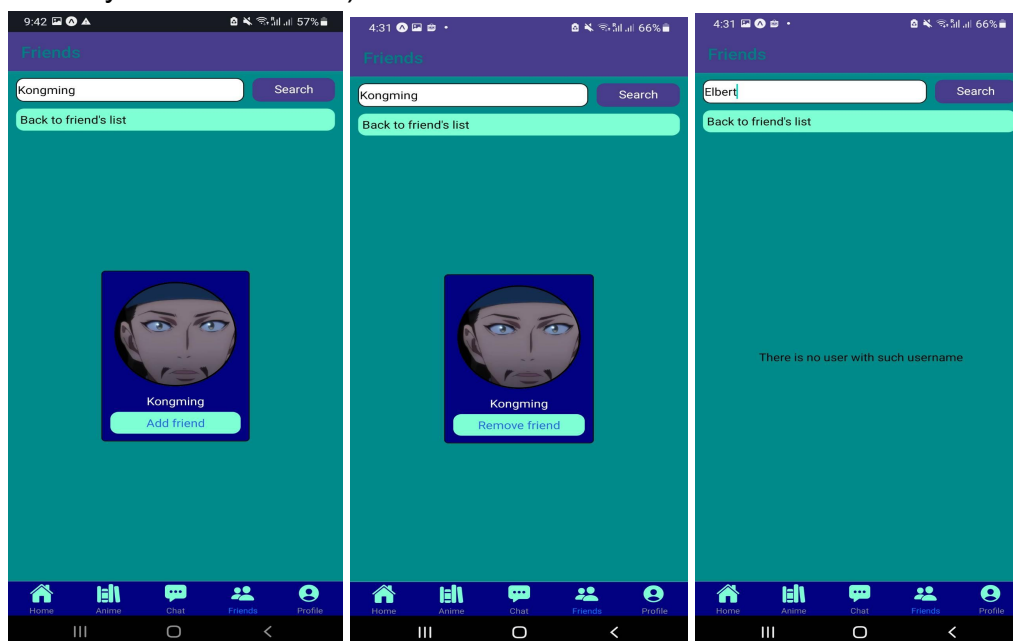 9:42 57%
Friends
Kongming Search
Back to friend's list
Kongming
Add friend
Home Anime Chat Friends Profile
4:31 66%
Friends
Kongming Search
Back to friend's list
Kongming
Remove friend
Home Anime Chat Friends Profile
4:31 66%
Friends
Elbert Search
Back to friend's list
There is no user with such username
Home Anime Chat Friends Profile